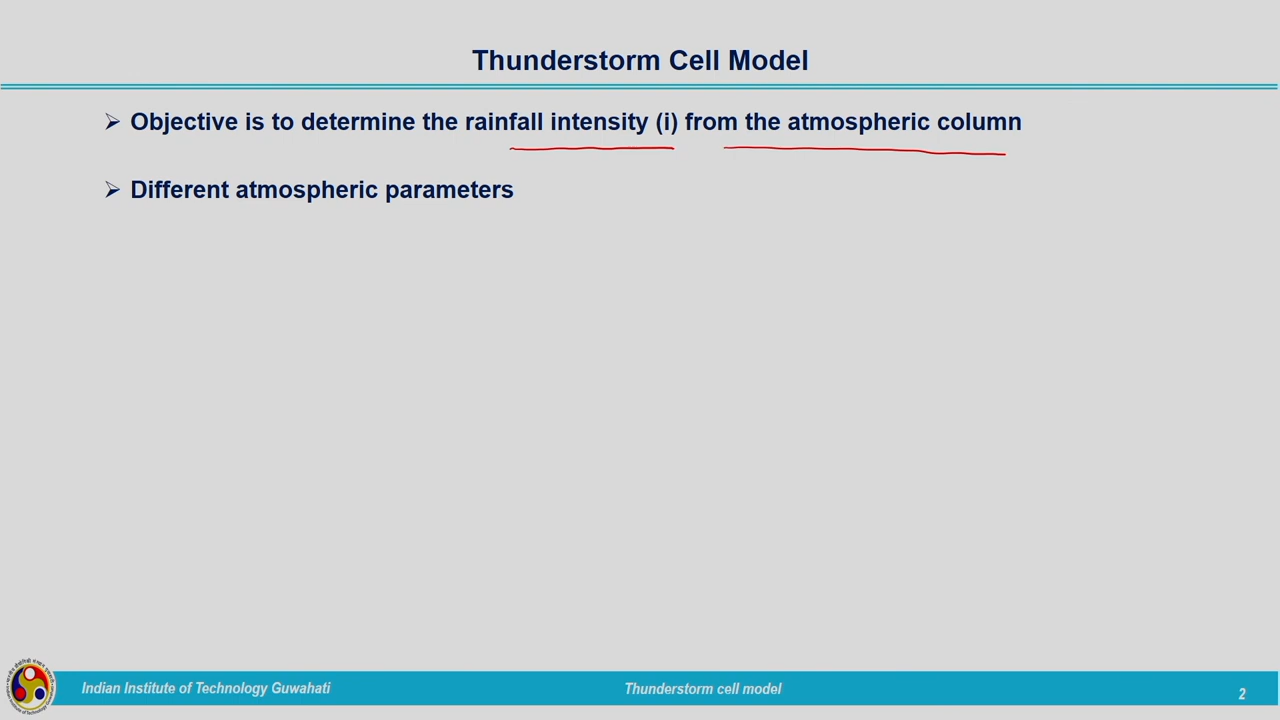 Thunderstorm Cell Model
➢ Objective is to determine the rainfall intensity (i) from the atmospheric column
➢ Different atmospheric parameters
Indian Institute of Technology Guwahati
Thunderstorm cell model
2